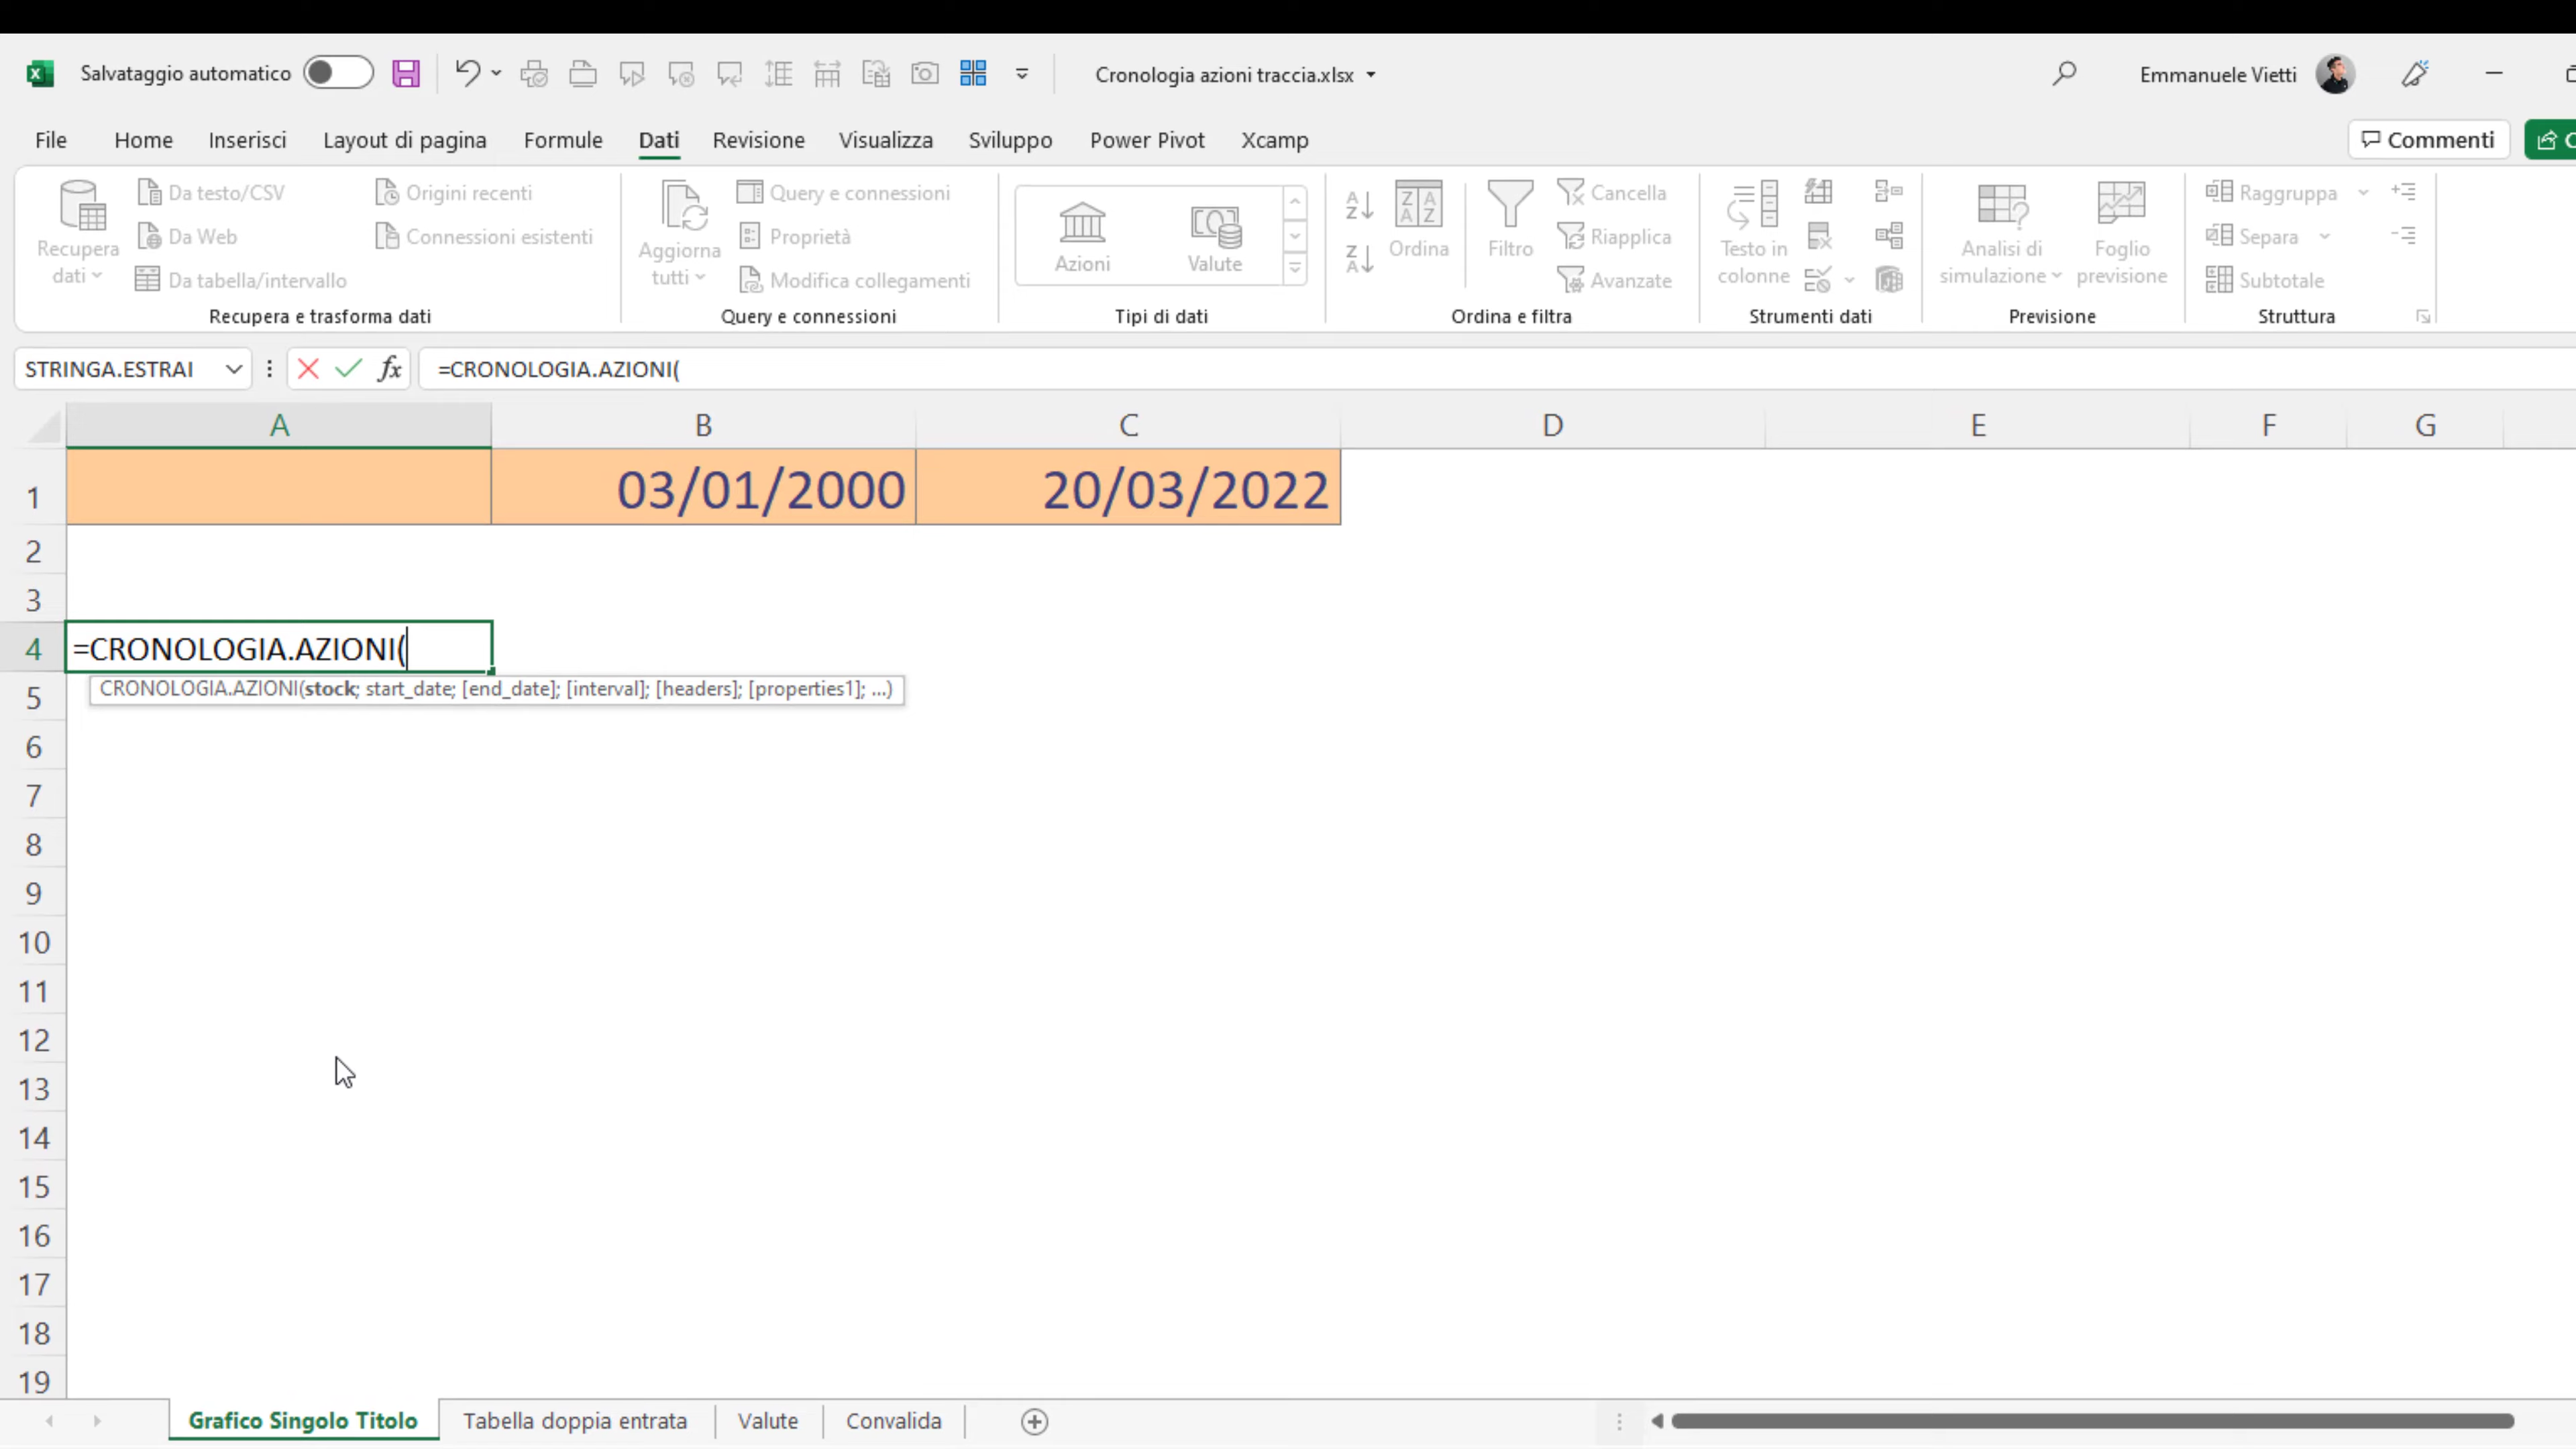 Salvataggio automatico
Cronologia azioni traccia.xlsx
Emmanuele Vietti
File Home Inserisci Layout di pagina Formule Dati Revisione Visualizza Sviluppo Power Pivot Xcamp
Commenti
Recupera dati
Da testo/CSV
Da Web
Da tabella/intervallo
Origini recenti
Connessioni esistenti
Recupera e trasforma dati
Aggiorna tutti
Query e connessioni
Proprietà
Modifica collegamenti
Query e connessioni
Azioni
Valute
Tipi di dati
Ordina
Filtro
Cancella
Riapplica
Avanzate
Ordina e filtra
Testo in colonne
Strumenti dati
Analisi di simulazione
Foglio previsione
Previsione
Raggruppa
Separa
Subtotale
Struttura
STRINGA.ESTRAI
fx
=CRONOLOGIA.AZIONI(
A B C D E F G
1 03/01/2000 20/03/2022
2
3
4 =CRONOLOGIA.AZIONI(
CRONOLOGIA.AZIONI(stock; start_date; [end_date]; [interval]; [headers]; [properties1]; ...)
5
6
7
8
9
10
11
12
13
14
15
16
17
18
19
Grafico Singolo Titolo Tabella doppia entrata Valute Convalida